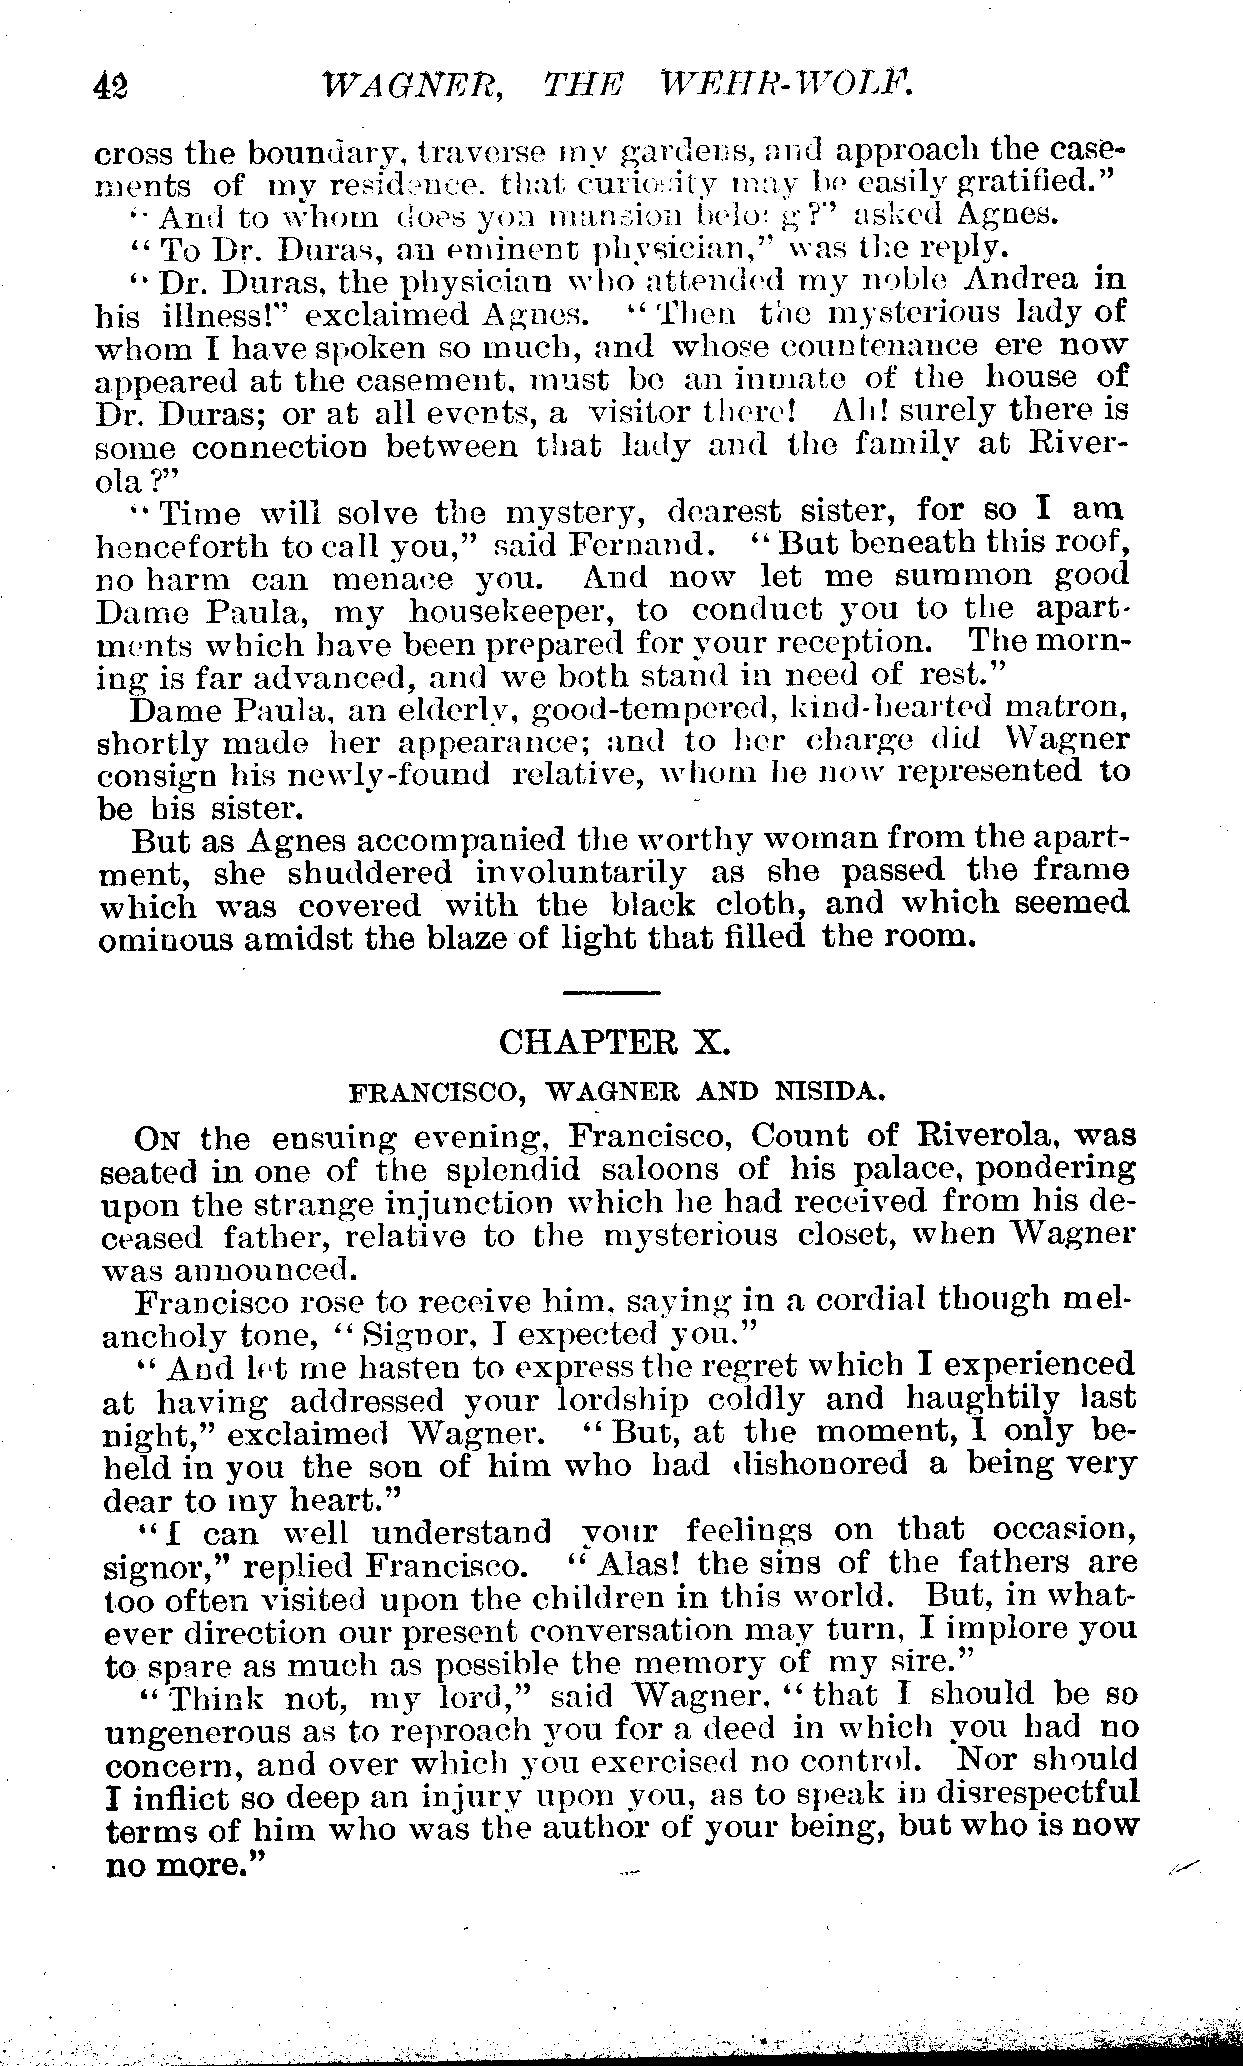 42 WAGNER, THE WEHR-WOLF.
cross the boundary, traverse my gardens, and approach the case-
ments of my residence, that curiosity may be easily gratified."
"And to whom does yon mansion belong?" asked Agnes.
"To Dr. Duras, an eminent physician," was the reply.
"Dr. Duras, the physician who attended my noble Andrea in
his illness!" exclaimed Agnes. "Then the mysterious lady of
whom I have spoken so much, and whose countenance ere now
appeared at the casement, must be an inmate of the house of
Dr. Duras; or at all events, a visitor there! Ah! surely there is
some connection between that lady and the family at River-
ola?"
"Time will solve the mystery, dearest sister, for so I am
henceforth to call you," said Fernand. "But beneath this roof,
no harm can menace you. And now let me summon good
Dame Paula, my housekeeper, to conduct you to the apart-
ments which have been prepared for your reception. The morn-
ing is far advanced, and we both stand in need of rest."
Dame Paula, an elderly, good-tempered, kind-hearted matron,
shortly made her appearance; and to her charge did Wagner
consign his newly-found relative, whom he now represented to
be his sister.
But as Agnes accompanied the worthy woman from the apart-
ment, she shuddered involuntarily as she passed the frame
which was covered with the black cloth, and which seemed
ominous amidst the blaze of light that filled the room.
CHAPTER X.
FRANCISCO, WAGNER AND NISIDA.
ON the ensuing evening, Francisco, Count of Riverola, was
seated in one of the splendid saloons of his palace, pondering
upon the strange injunction which he had received from his de-
ceased father, relative to the mysterious closet, when Wagner
was announced.
Francisco rose to receive him, saying in a cordial though mel-
ancholy tone, "Signor, I expected you."
"And let me hasten to express the regret which I experienced
at having addressed your lordship coldly and haughtily last
night," exclaimed Wagner. "But, at the moment, I only be-
held in you the son of him who had dishonored a being very
dear to my heart."
"I can well understand your feelings on that occasion,
signor," replied Francisco. "Alas! the sins of the fathers are
too often visited upon the children in this world. But, in what-
ever direction our present conversation may turn, I implore you
to spare as much as possible the memory of my sire."
"Think not, my lord," said Wagner, "that I should be so
ungenerous as to reproach you for a deed in which you had no
concern, and over which you exercised no control. Nor should
I inflict so deep an injury upon you, as to speak in disrespectful
terms of him who was the author of your being, but who is now
no more."